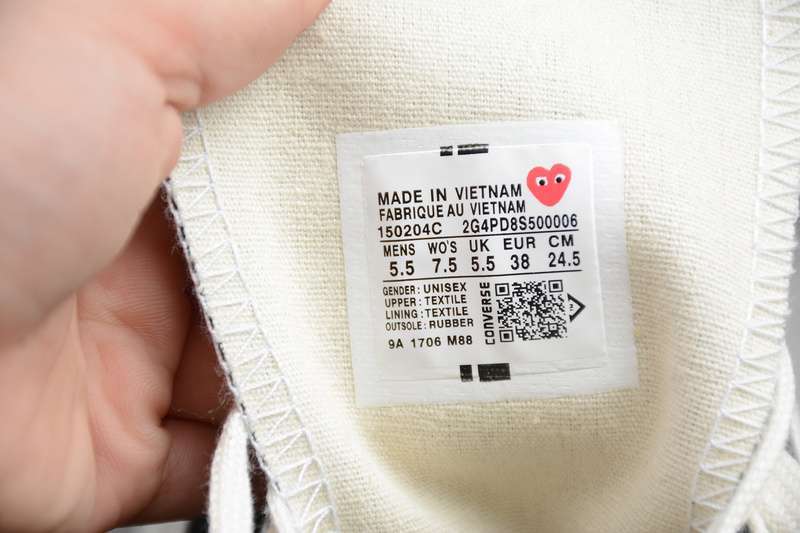 MADE IN VIETNAM
FABRIQUE AU VIETNAM
150204C 2G4PD8S500006
MENS WO'S UK EUR CM
5.5 7.5 5.5 38 24.5
GENDER: UNISEX
UPPER: TEXTILE
LINING: TEXTILE
OUTSOLE: RUBBER
9A 1706 M88
CONVERSE